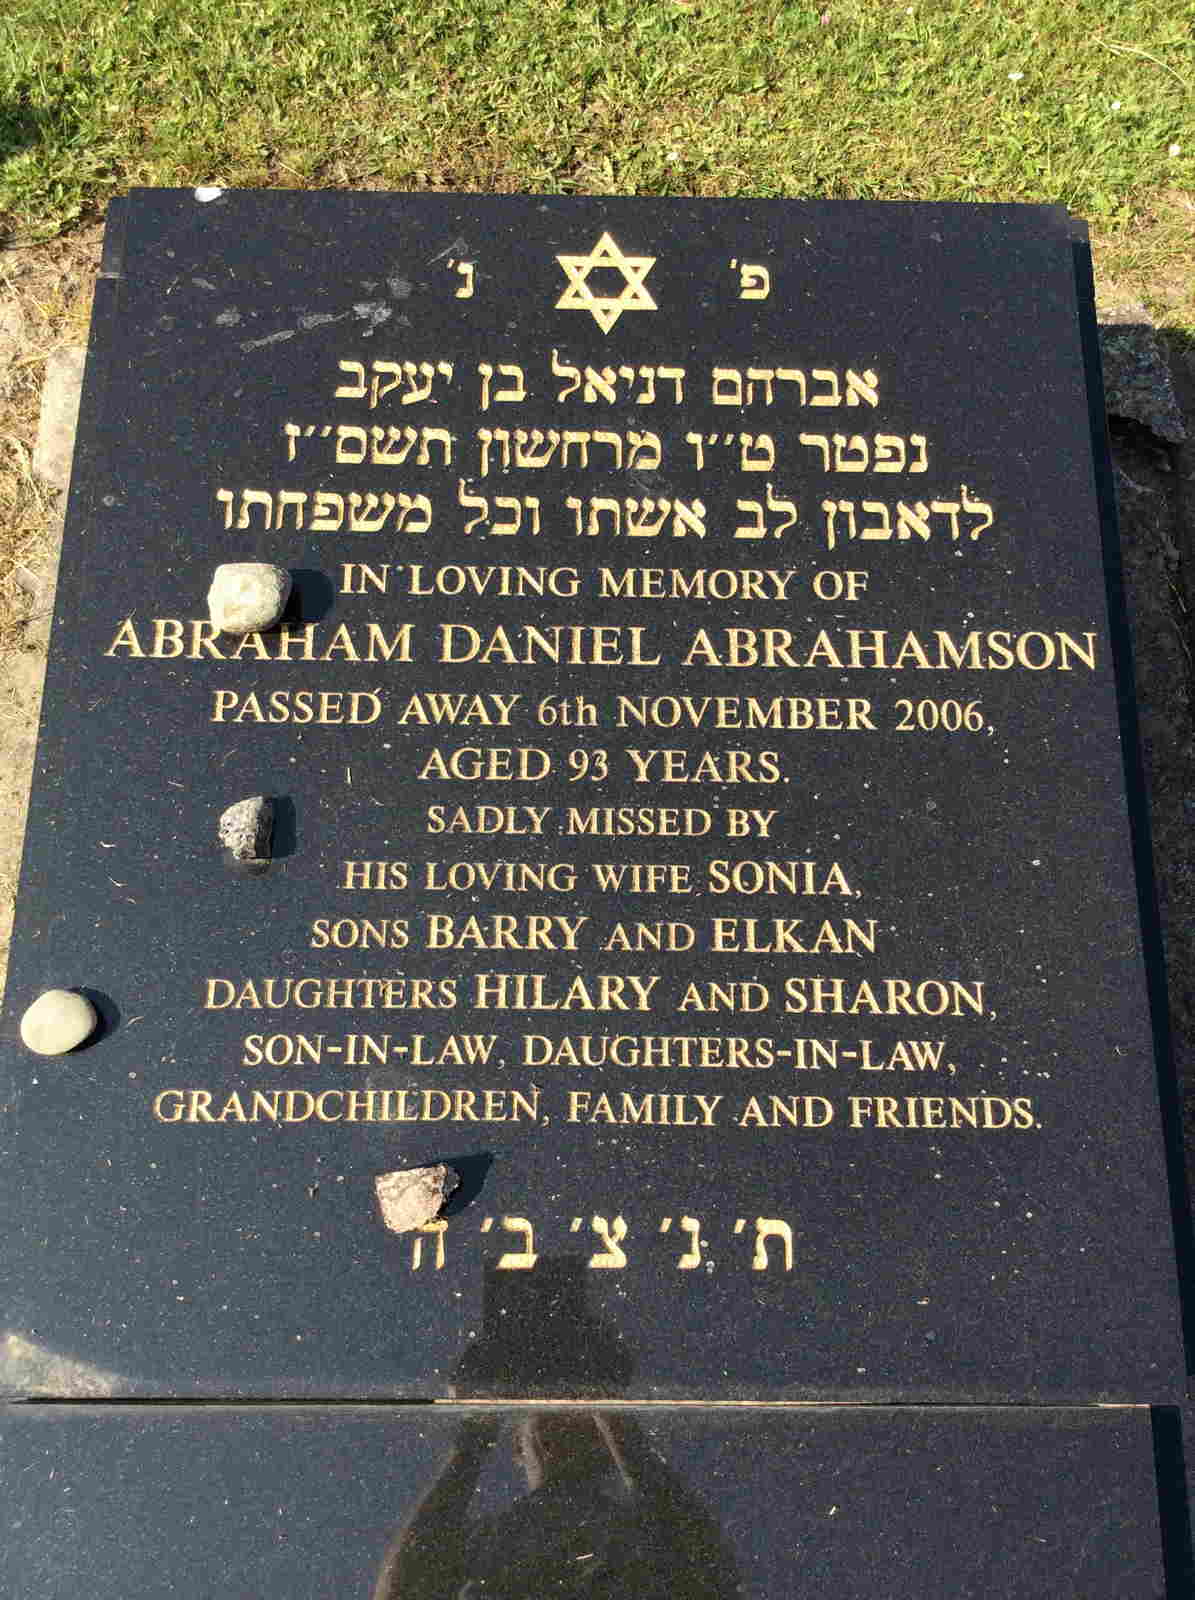 פ' נ'
אברהם דניאל בן יעקב
נפטר ט''ו מרחשון תשס''ז
לדאבון לב אשתו וכל משפחתו
IN LOVING MEMORY OF
ABRAHAM DANIEL ABRAHAMSON
PASSED AWAY 6th NOVEMBER 2006,
AGED 93 YEARS.
SADLY MISSED BY
HIS LOVING WIFE SONIA,
SONS BARRY AND ELKAN
DAUGHTERS HILARY AND SHARON,
SON-IN-LAW, DAUGHTERS-IN-LAW,
GRANDCHILDREN, FAMILY AND FRIENDS.
ת' נ' צ' ב' ה